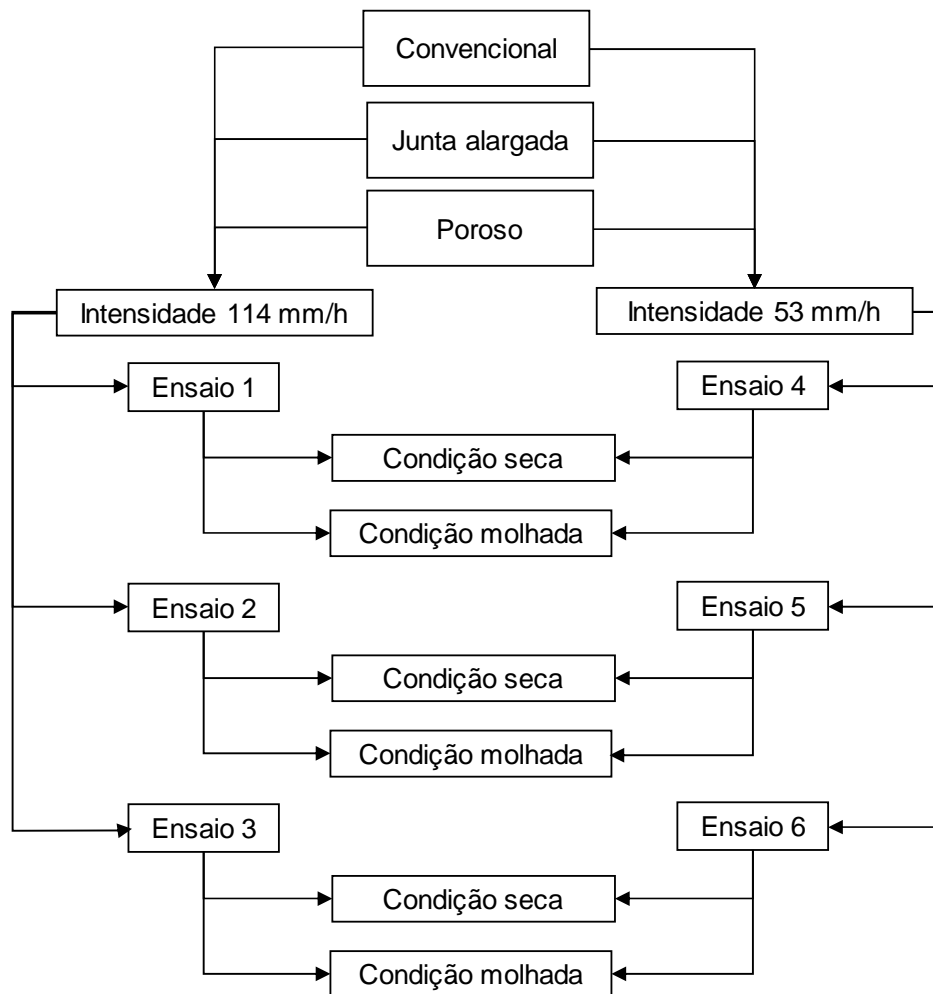 Convencional
Junta alargada
Poroso
Intensidade 114 mm/h
Intensidade 53 mm/h
Ensaio 1
Ensaio 4
Condição seca
Condição molhada
Ensaio 2
Ensaio 5
Condição seca
Condição molhada
Ensaio 3
Ensaio 6
Condição seca
Condição molhada